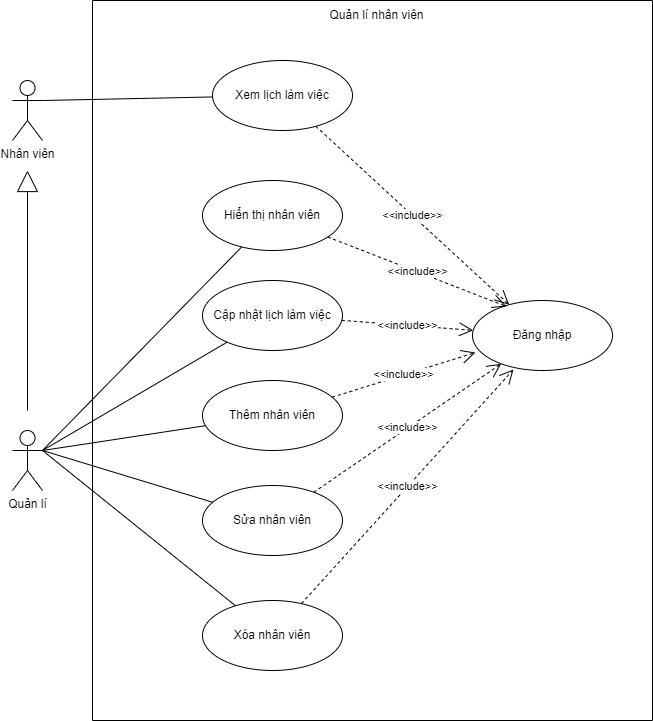 Quản lí nhân viên
Xem lịch làm việc
Nhân viên
Hiển thị nhân viên
<<include>>
<<include>>
Cập nhật lịch làm việc
<<include>>
Đăng nhập
<<include>>
Thêm nhân viên
<<include>>
Quản lí
<<include>>
Sửa nhân viên
Xóa nhân viên